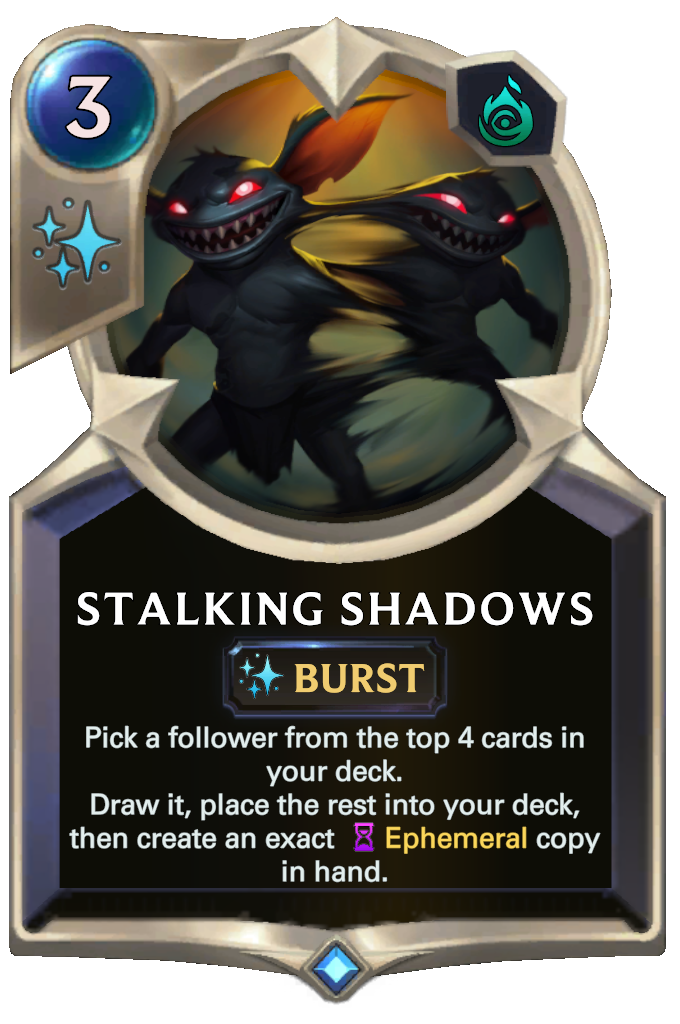 3
STALKING SHADOWS
BURST
Pick a follower from the top 4 cards in
your deck.
Draw it, place the rest into your deck,
then create an exact Ephemeral copy
in hand.